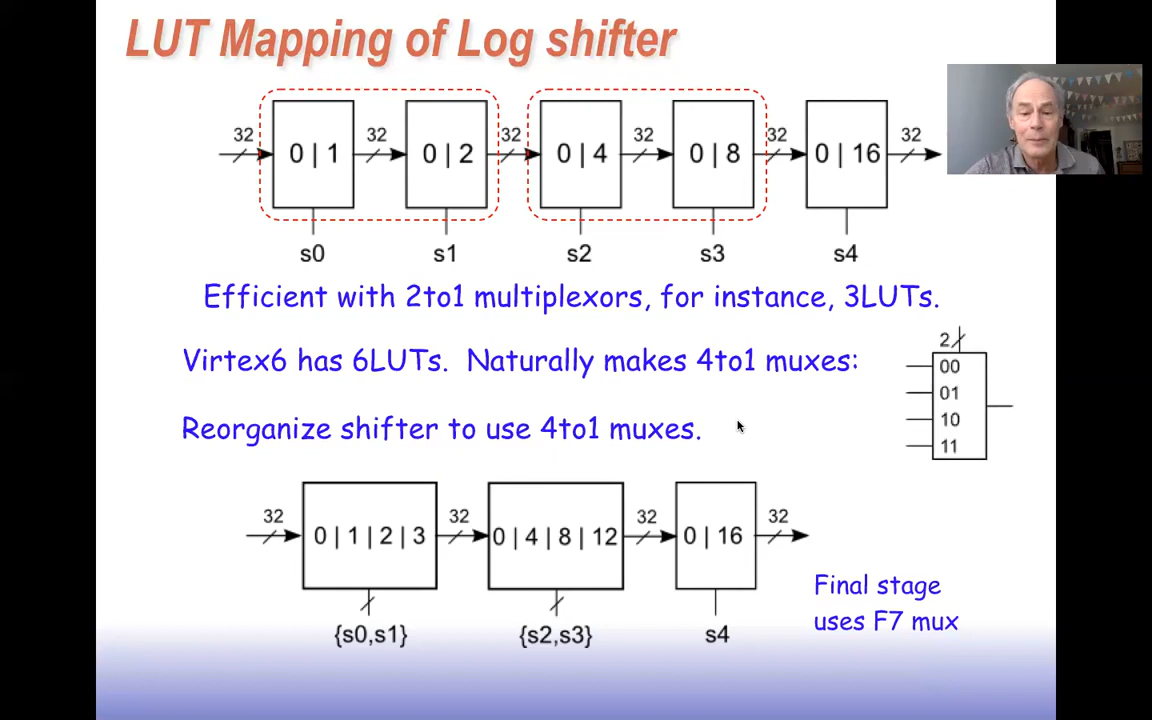 LUT Mapping of Log shifter
32 0 | 1 32 0 | 2 32 0 | 4 32 0 | 8 32 0 | 16 32
s0 s1 s2 s3 s4
Efficient with 2to1 multiplexors, for instance, 3LUTs.
Virtex6 has 6LUTs. Naturally makes 4to1 muxes:
2
00
01
10
11
Reorganize shifter to use 4to1 muxes.
32 0 | 1 | 2 | 3 32 0 | 4 | 8 | 12 32 0 | 16 32
{s0,s1} {s2,s3} s4
Final stage
uses F7 mux